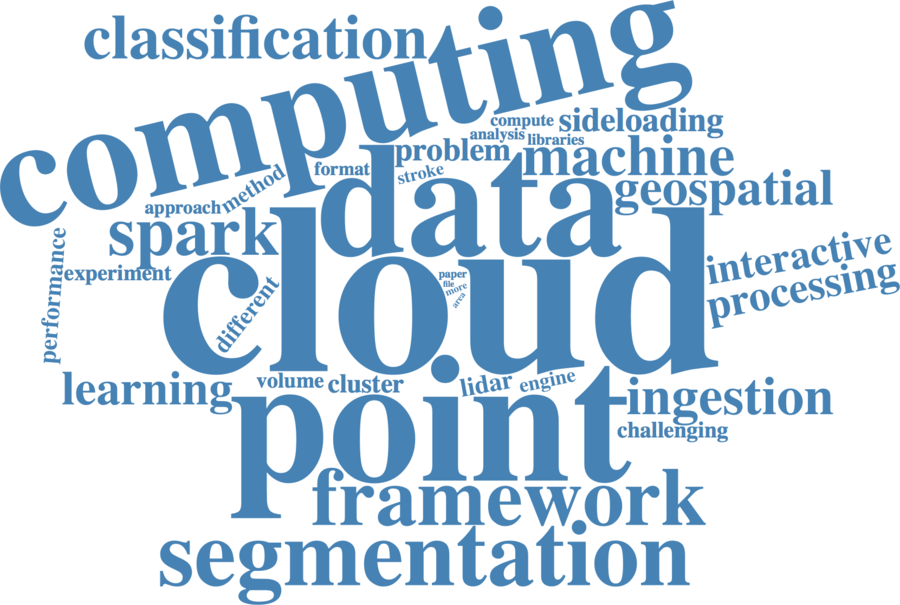 classification
computing
compute
sideloading
analysis
libraries
problem
machine
format
stroke
method
approach
data
geospatial
spark
cloud
interactive
processing
performance
experiment
different
paper
file
more
area
learning
volume
cluster
lidar
engine
ingestion
point
challenging
framework
segmentation